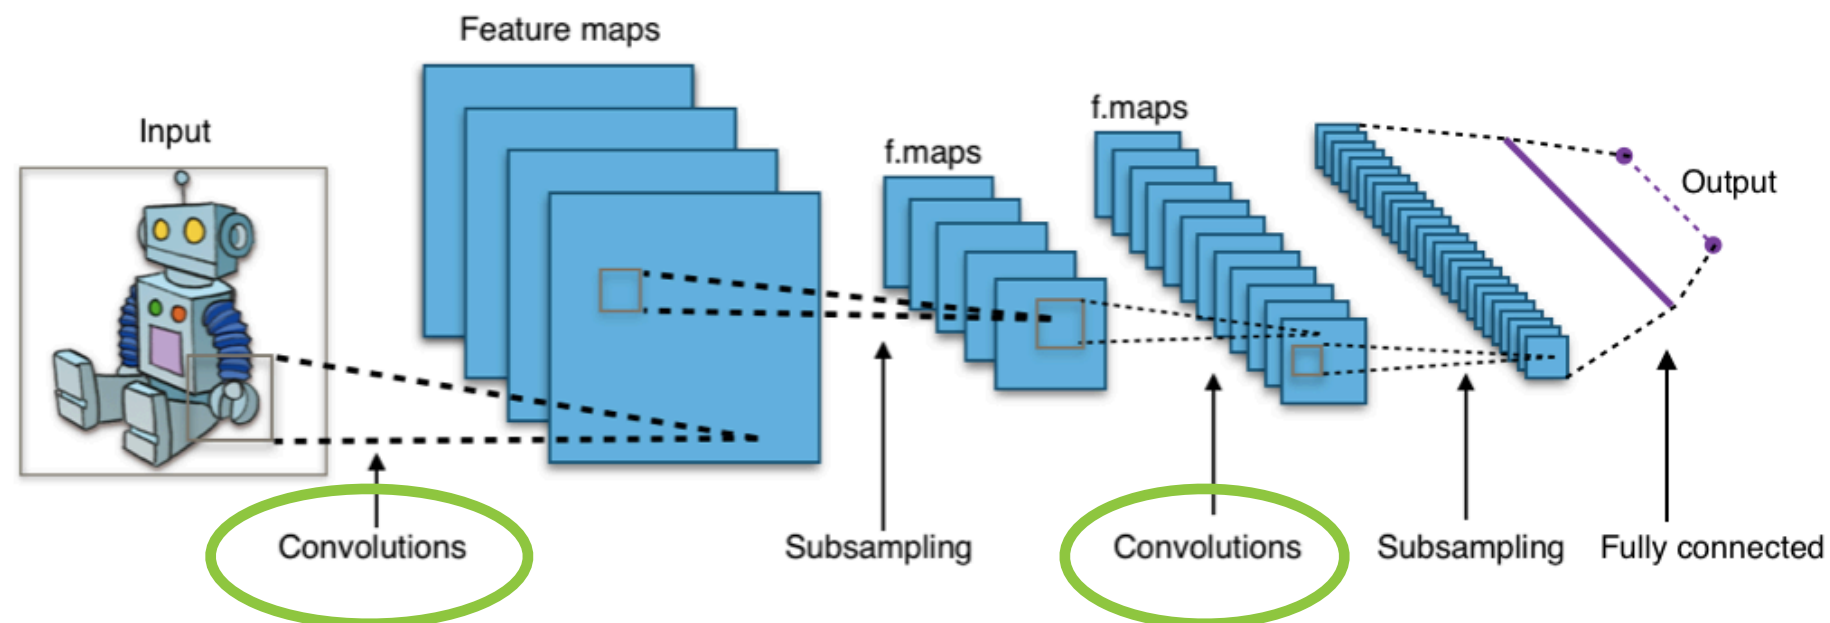 Feature maps
Input
f.maps
f.maps
Output
Convolutions
Subsampling
Convolutions
Subsampling
Fully connected